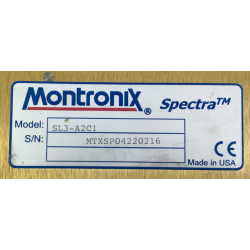 Montronix® Spectra™
Model: SL3-A2C1
S/N: MTXSP04220216
CE
Made in USA